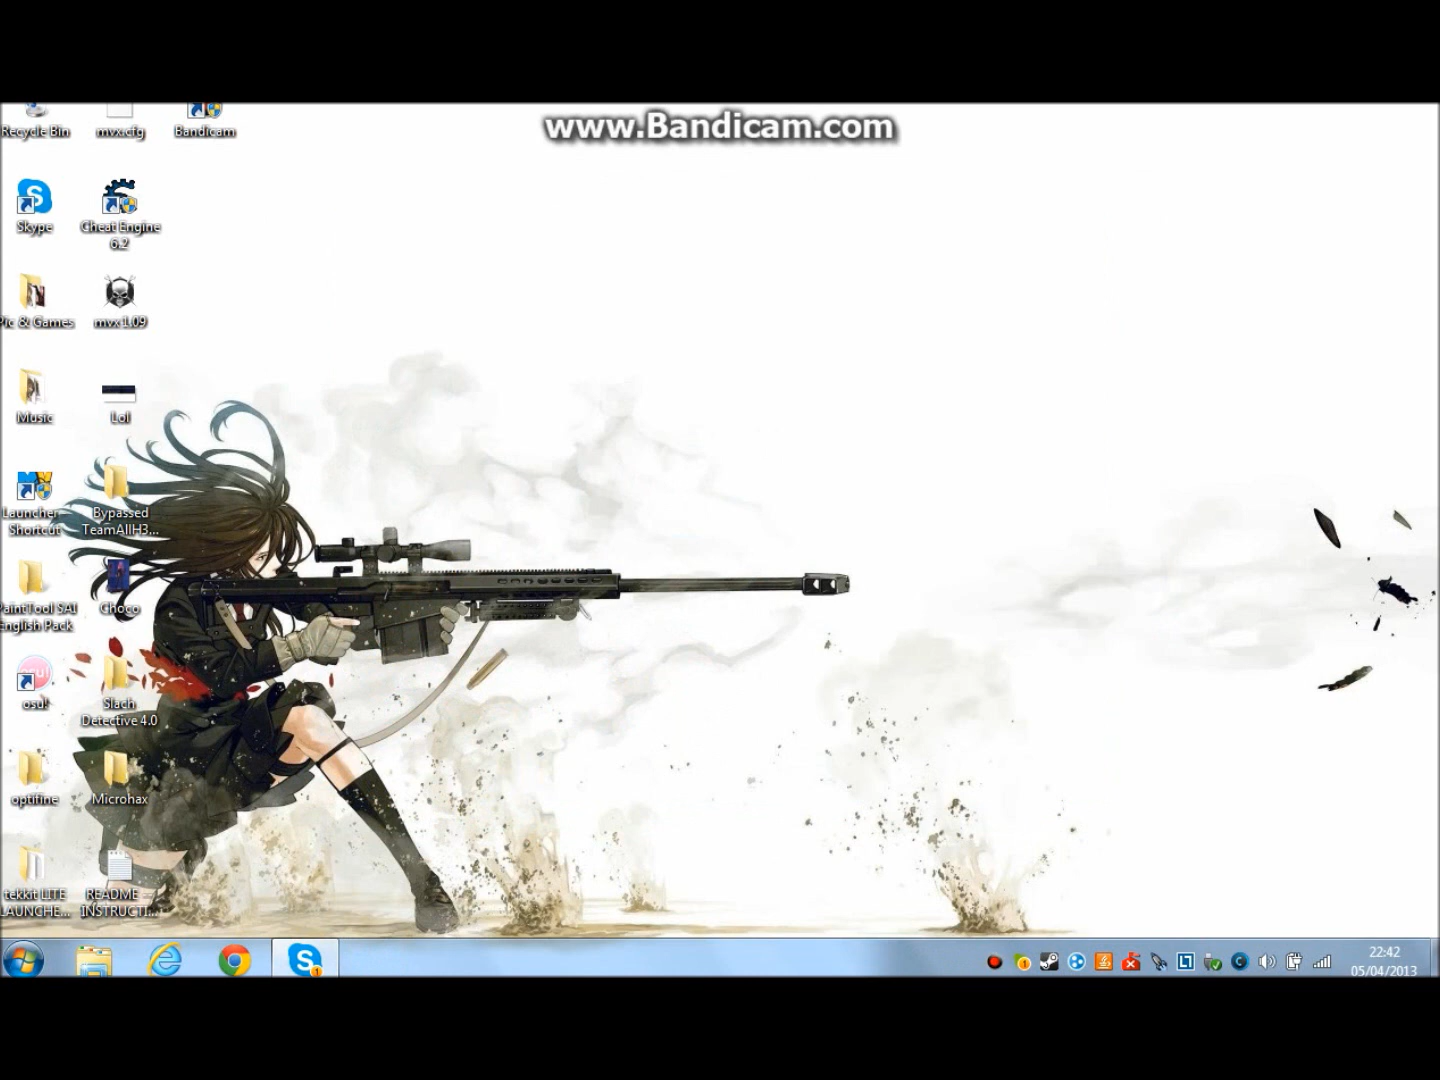 www.Bandicam.com
Recycle Bin
mvx.cfg
Bandicam
Skype
Cheat Engine
6.2
Pic & Games
mvx 1.09
Music
Lol
Launcher
Shortcut
Bypassed
TeamAllH3...
PaintTool SAI
English Pack
Choco
osu!
Slach
Detective 4.0
optifine
Microhax
tekkit LITE
LAUNCHE...
README -
INSTRUCTI...
22:42
05/04/2013